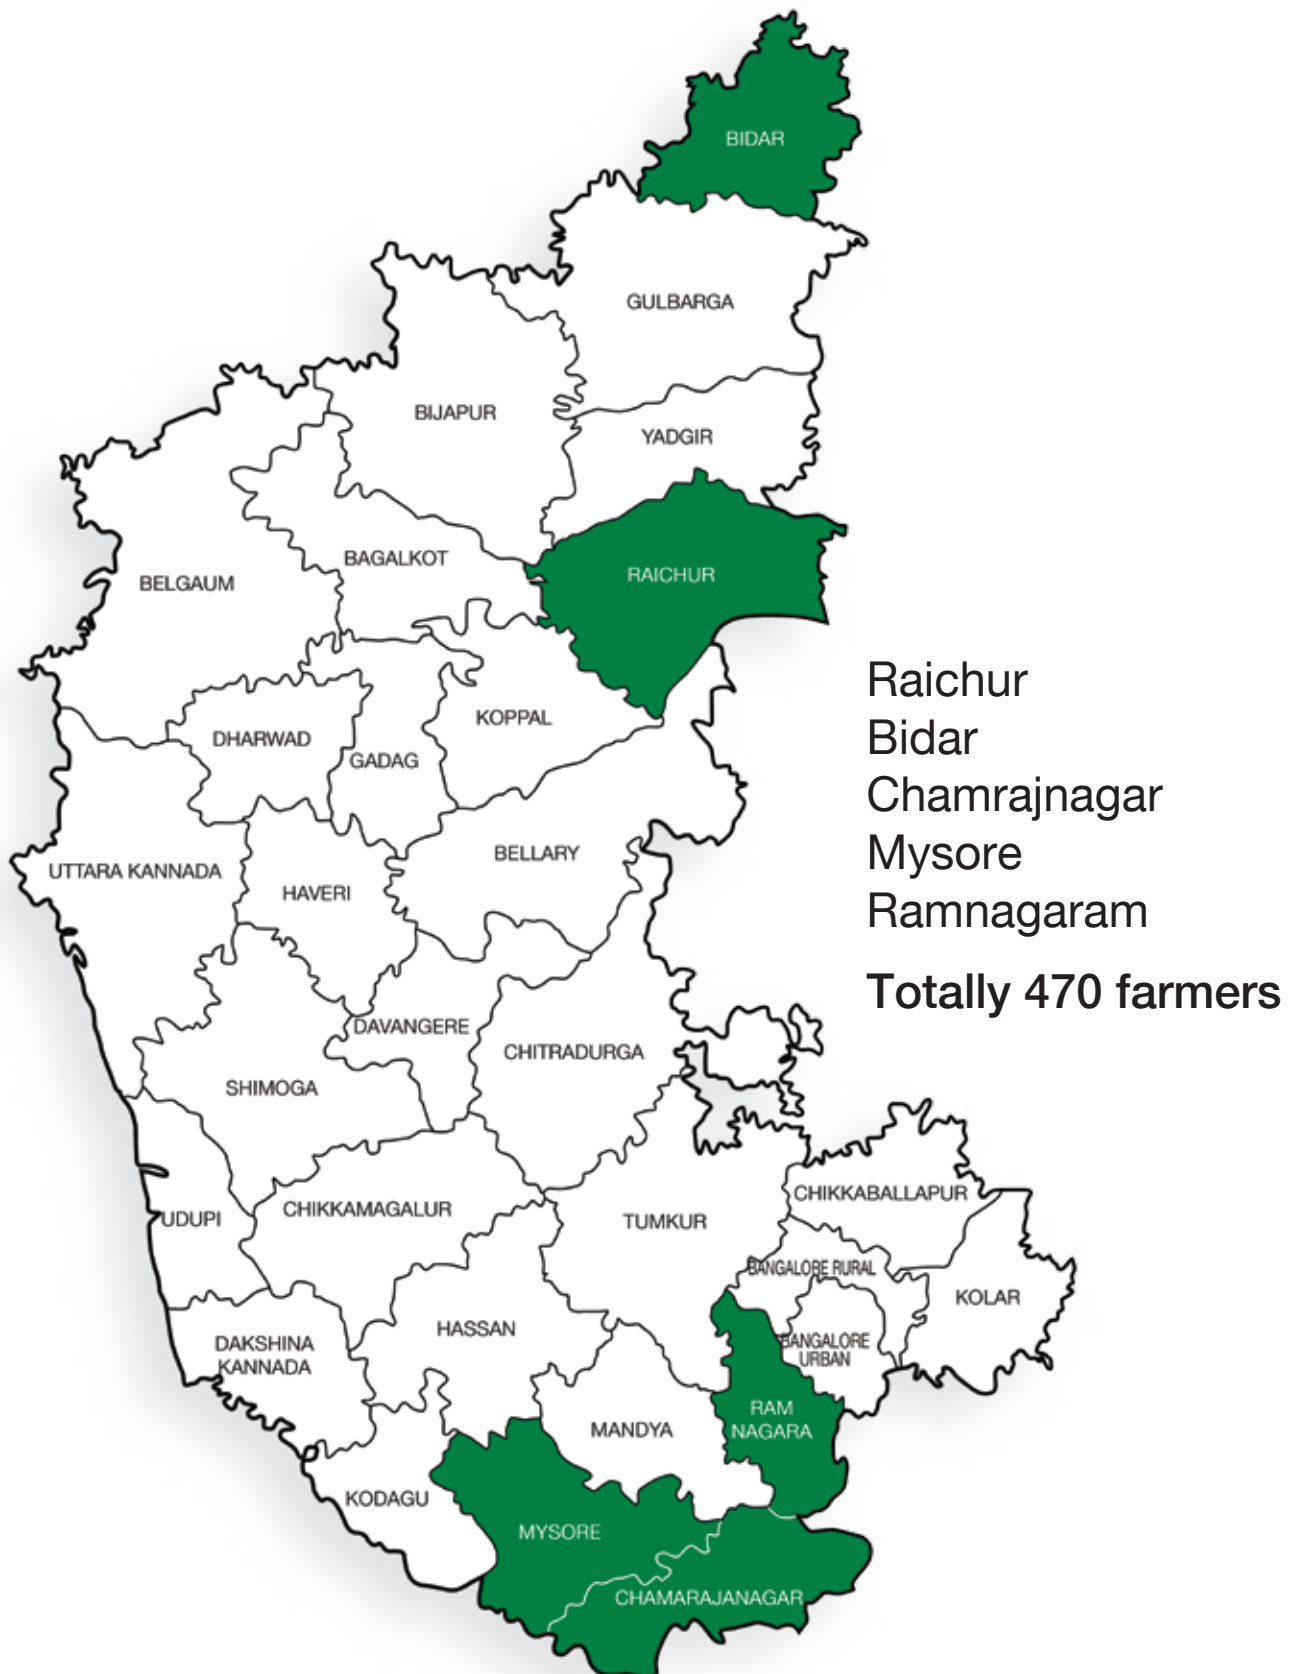 BIDAR
GULBARGA
BIJAPUR
YADGIR
BAGALKOT
BELGAUM
RAICHUR
Raichur
Bidar
Chamrajnagar
Mysore
Ramnagaram
Totally 470 farmers
KOPPAL
DHARWAD
GADAG
BELLARY
UTTARA KANNADA
HAVERI
DAVANGERE
CHITRADURGA
SHIMOGA
CHIKKABALLAPUR
CHIKKAMAGALUR
UDUPI
TUMKUR
BANGALORE RURAL
KOLAR
HASSAN
DAKSHINA
KANNADA
BANGALORE
URBAN
RAM
NAGARA
MANDYA
KODAGU
MYSORE
CHAMARAJANAGAR